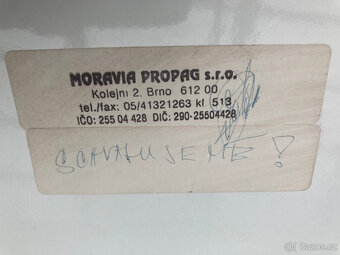 MORAVIA PROPAG s.r.o.
Kolejní 2. Brno 612 00
tel./fax: 05/41321263 kl 513
IČO: 255 04 428 DIČ: 290-25504428
SCHVALUJEME!